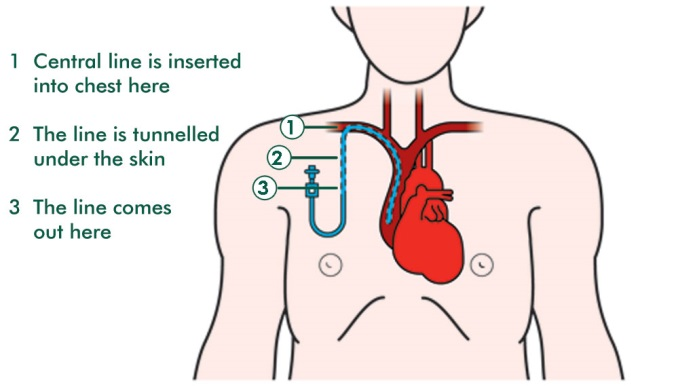 1 Central line is inserted
into chest here
2 The line is tunnelled
under the skin
3 The line comes
out here
1
2
3